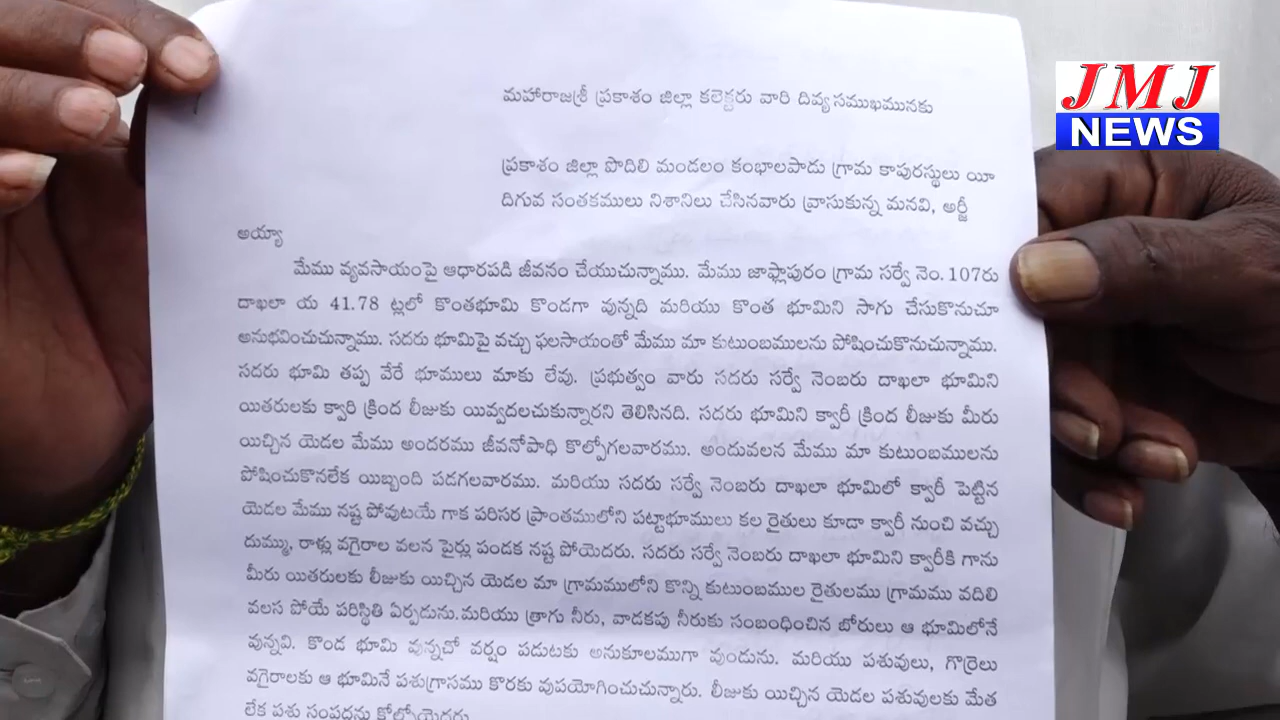 JMJ
NEWS
మహారాజశ్రీ ప్రకాశం జిల్లా కలెక్టరు వారి దివ్య సముఖమునకు
ప్రకాశం జిల్లా పొదిలి మండలం కంభాలపాడు గ్రామ కాపురస్థులు యీ
దిగువ సంతకములు నిశానిలు చేసినవారు వ్రాసుకున్న మనవి, అర్జీ
అయ్యా
మేము వ్యవసాయంపై ఆధారపడి జీవనం చేయుచున్నాము. మేము జాఫ్లాపురం గ్రామ సర్వే నెం.107రు
దాఖలా య 41.78 ట్లలో కొంతభూమి కొండగా వున్నది మరియు కొంత భూమిని సాగు చేసుకొనుచూ
అనుభవించుచున్నాము. సదరు భూమిపై వచ్చు ఫలసాయంతో మేము మా కుటుంబములను పోషించుకొనుచున్నాము.
సదరు భూమి తప్ప వేరే భూములు మాకు లేవు. ప్రభుత్వం వారు సదరు సర్వే నెంబరు దాఖలా భూమిని
యితరులకు క్వారి క్రింద లీజుకు యివ్వదలచుకున్నారని తెలిసినది. సదరు భూమిని క్వారీ క్రింద లీజుకు మీరు
యిచ్చిన యెడల మేము అందరము జీవనోపాధి కోల్పోగలవారము. అందువలన మేము మా కుటుంబములను
పోషించుకొనలేక యిబ్బంది పడగలవారము. మరియు సదరు సర్వే నెంబరు దాఖలా భూమిలో క్వారీ పెట్టిన
యెడల మేము నష్ట పోవుటయే గాక పరిసర ప్రాంతములోని పట్టాభూములు కల రైతులు కూడా క్వారీ నుంచి వచ్చు
దుమ్ము, రాళ్లు వగైరాల వలన పైర్లు పండక నష్ట పోయెదరు. సదరు సర్వే నెంబరు దాఖలా భూమిని క్వారీకి గాను
మీరు యితరులకు లీజుకు యిచ్చిన యెడల మా గ్రామములోని కొన్ని కుటుంబముల రైతులము గ్రామము వదిలి
వలస పోయే పరిస్థితి ఏర్పడును.మరియు త్రాగు నీరు, వాడకపు నీరుకు సంబంధించిన బోరులు ఆ భూమిలోనే
వున్నవి. కొండ భూమి వున్నచో వర్షం పడుటకు అనుకూలముగా వుండును. మరియు పశువులు, గొర్రెలు
వగైరాలకు ఆ భూమినే పశుగ్రాసము కొరకు వుపయోగించుచున్నారు. లీజుకు యిచ్చిన యెడల పశువులకు మేత
లేక పశు సంపదను కోల్పోయెదరు.